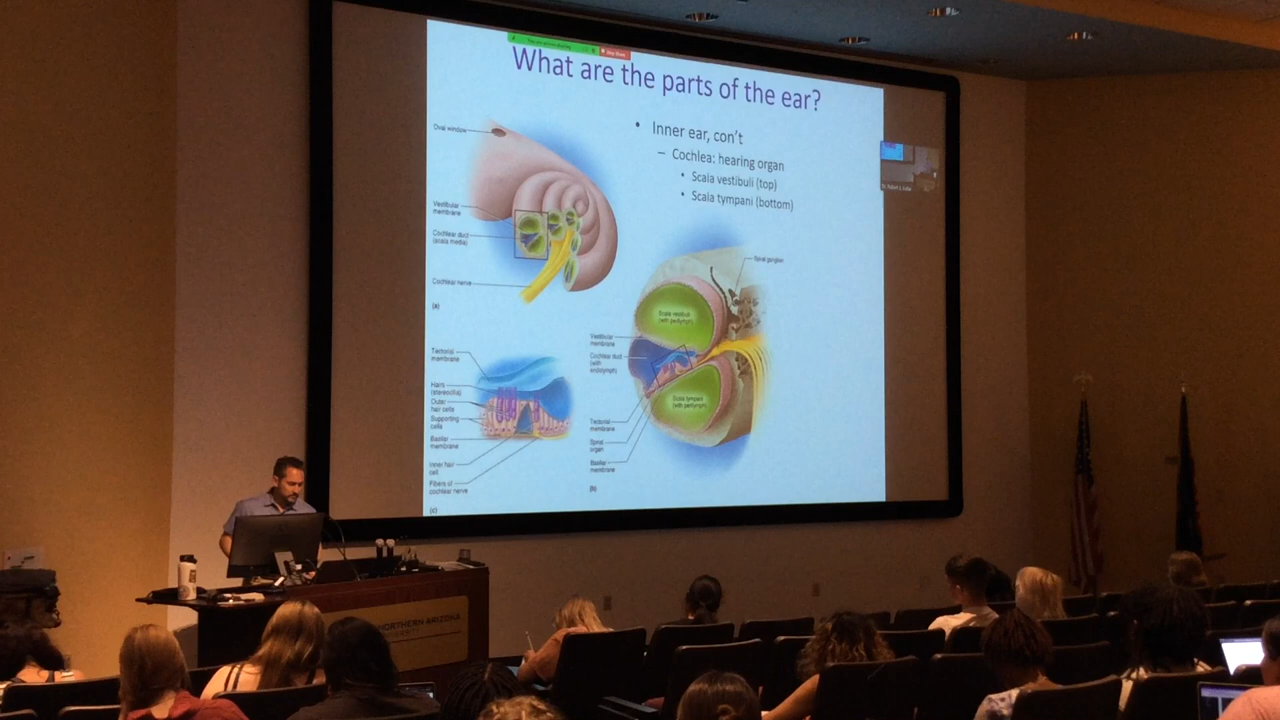 What are the parts of the ear?
• Inner ear, con't
– Cochlea: hearing organ
• Scala vestibuli (top)
• Scala tympani (bottom)
Oval window
Vestibular
membrane
Cochlear duct
(scala media)
Cochlear nerve
(a)
Spiral ganglion
Scala vestibuli
(with perilymph)
Vestibular
membrane
Cochlear duct
(with
endolymph)
Scala tympani
(with perilymph)
Tectorial
membrane
Spiral
organ
Basilar
membrane
(b)
Tectorial
membrane
Hairs
(stereocilia)
Outer
hair cells
Supporting
cells
Basilar
membrane
Inner hair
cell
Fibers of
cochlear nerve
(c)
NORTHERN ARIZONA
UNIVERSITY